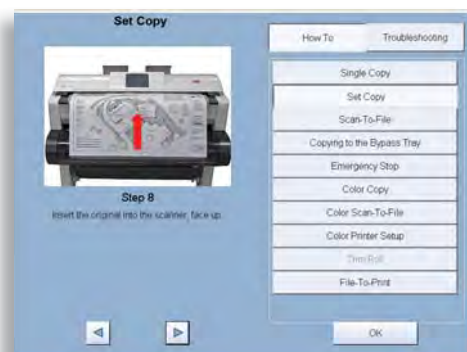 Set Copy
Step 8
Insert the original into the scanner, face up.
How To
Troubleshooting
Single Copy
Set Copy
Scan-To-File
Copying to the Bypass Tray
Emergency Stop
Color Copy
Color Scan-To-File
Color Printer Setup
Trim Roll
File-To-Print
OK